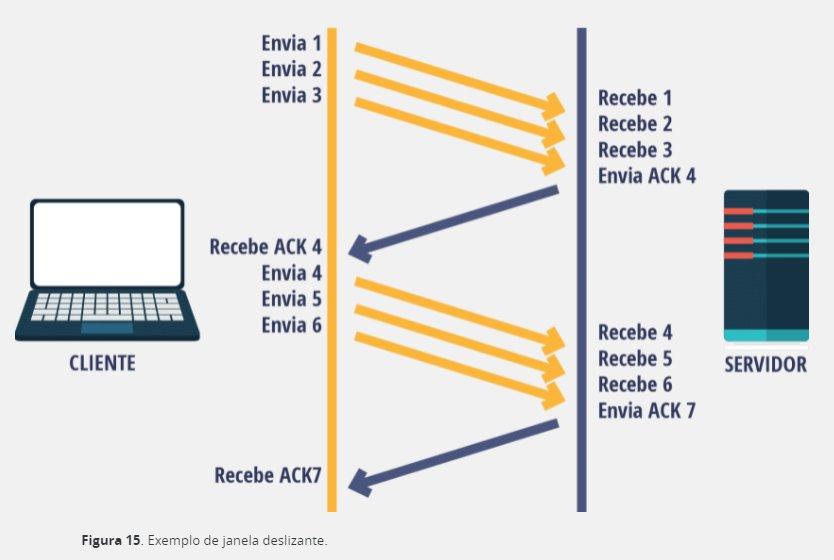 Envia 1
Envia 2
Envia 3
Recebe 1
Recebe 2
Recebe 3
Envia ACK 4
Recebe ACK 4
Envia 4
Envia 5
Envia 6
Recebe 4
Recebe 5
Recebe 6
Envia ACK 7
CLIENTE
SERVIDOR
Recebe ACK7
Figura 15. Exemplo de janela deslizante.